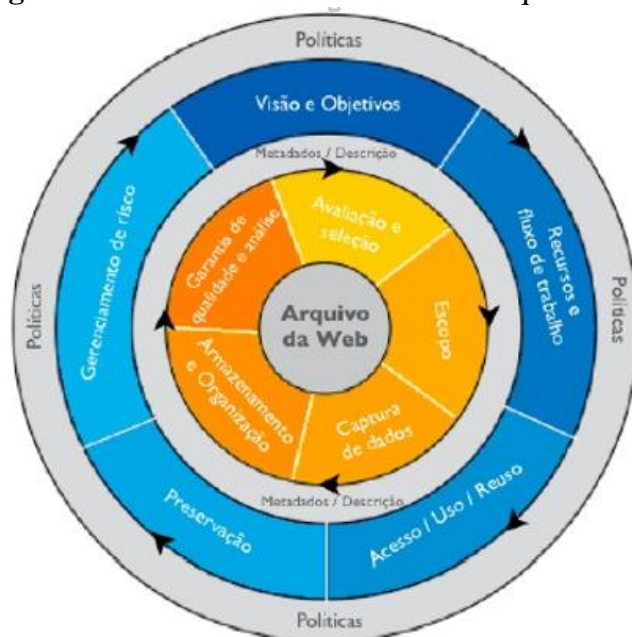 Políticas
Visão e Objetivos
Metadados / Descrição
Avaliação e
seleção
Garantia de
qualidade e análise
Recursos e
fluxo de trabalho
Gerenciamento de risco
Políticas
Políticas
Arquivo
da Web
Escopo
Armazenamento
e Organização
Captura
de dados
Metadados / Descrição
Preservação
Acesso / Uso / Reuso
Políticas